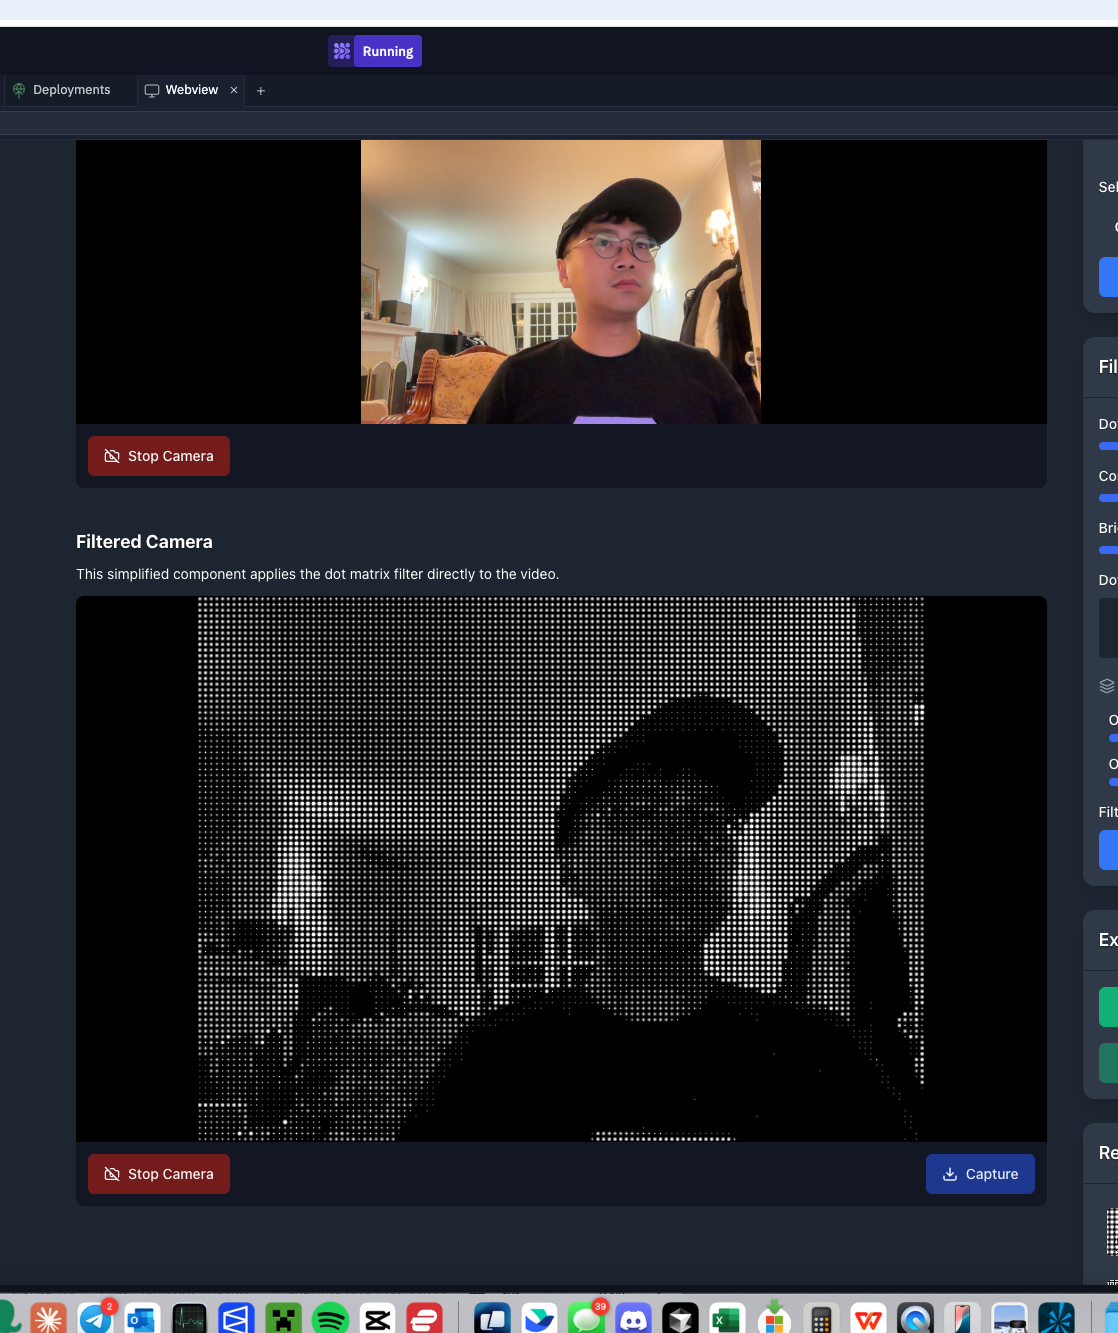 Running
Deployments
Webview
Sel
Stop Camera
Fil
Do
Co
Bri
Do
O
O
Filt
Filtered Camera
This simplified component applies the dot matrix filter directly to the video.
Ex
Stop Camera
Capture
Re
2
39